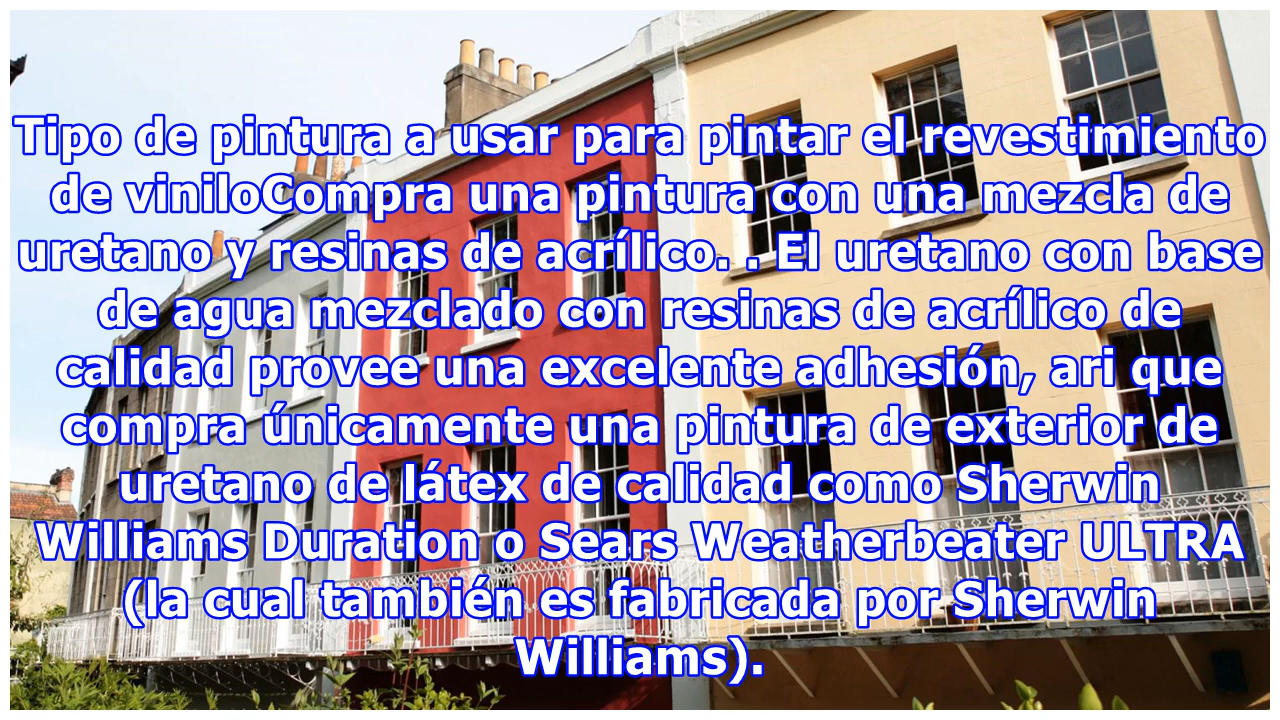 Tipo de pintura a usar para pintar el revestimiento
de viniloCompra una pintura con una mezcla de
uretano y resinas de acrílico. . El uretano con base
de agua mezclado con resinas de acrílico de
calidad provee una excelente adhesión, ari que
compra únicamente una pintura de exterior de
uretano de látex de calidad como Sherwin
Williams Duration o Sears Weatherbeater ULTRA
(la cual también es fabricada por Sherwin
Williams).